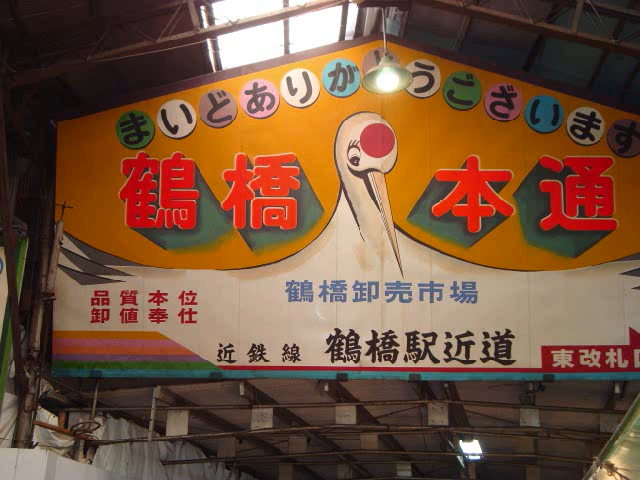 まいどありがとうございます
鶴橋 本通
鶴橋卸売市場
品質本位
卸値奉仕
近鉄線 鶴橋駅近道
東改札口